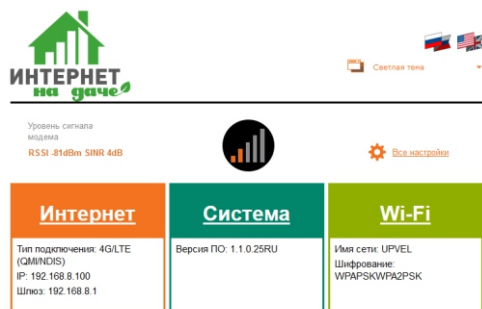 ИНТЕРНЕТ
на даче
Светлая тема
Уровень сигнала
модема
RSSI -81dBm SINR 4dB
Все настройки
Интернет
Система
Wi-Fi
Тип подключения: 4G/LTE
(QMI/NDIS)
IP: 192.168.8.100
Шлюз: 192.168.8.1
Версия ПО: 1.1.0.25RU
Имя сети: UPVEL
Шифрование:
WPAPSKWPA2PSK